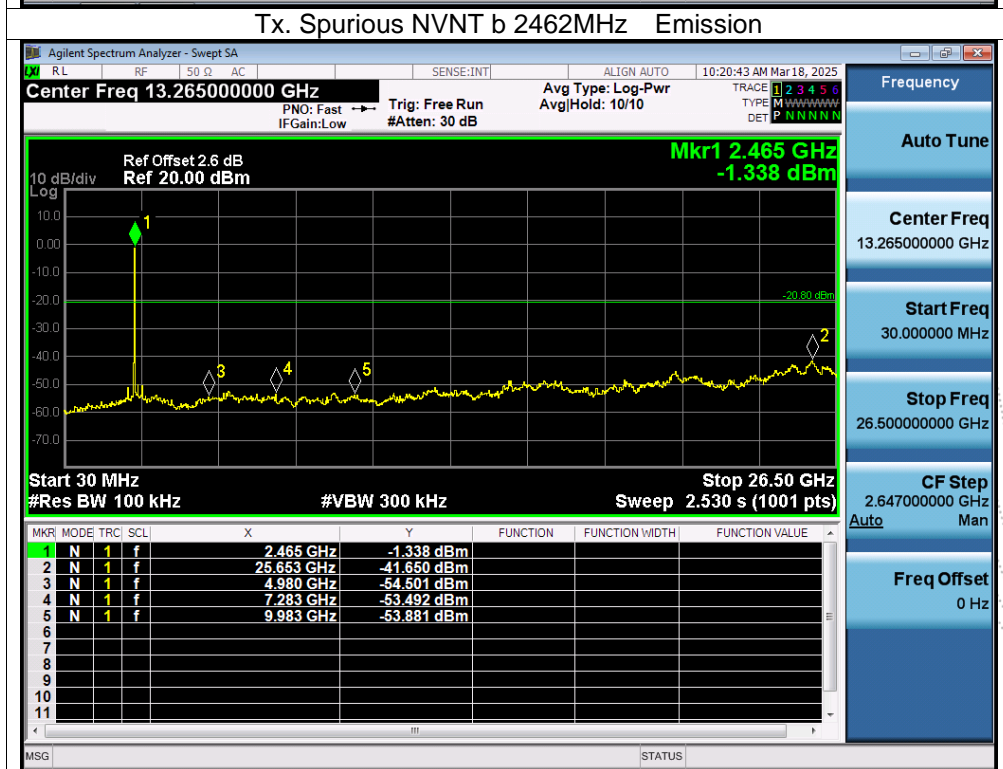 Tx. Spurious NVNT b 2462MHz Emission
Agilent Spectrum Analyzer - Swept SA
LXI RL RF 50 Ω AC SENSE:INT ALIGN AUTO 10:20:43 AM Mar 18, 2025
Center Freq 13.265000000 GHz
PNO: Fast
IFGain:Low
Trig: Free Run
#Atten: 30 dB
Avg Type: Log-Pwr
Avg|Hold: 10/10
TRACE 1 2 3 4 5 6
TYPE M WWWWW
DET P N N N N N
Frequency
Auto Tune
Center Freq
13.265000000 GHz
Start Freq
30.000000 MHz
Stop Freq
26.500000000 GHz
CF Step
2.647000000 GHz
Auto Man
Freq Offset
0 Hz
Mkr1 2.465 GHz
-1.338 dBm
Ref Offset 2.6 dB
10 dB/div Ref 20.00 dBm
Log
10.0
0.00
-10.0
-20.0
-30.0
-40.0
-50.0
-60.0
-70.0
1
-20.80 dBm
2
3
4
5
Start 30 MHz Stop 26.50 GHz
#Res BW 100 kHz #VBW 300 kHz Sweep 2.530 s (1001 pts)
MKR MODE TRC SCL X Y FUNCTION FUNCTION WIDTH FUNCTION VALUE
1 N 1 f 2.465 GHz -1.338 dBm
2 N 1 f 25.653 GHz -41.650 dBm
3 N 1 f 4.980 GHz -54.501 dBm
4 N 1 f 7.283 GHz -53.492 dBm
5 N 1 f 9.983 GHz -53.881 dBm
6
7
8
9
10
11
MSG STATUS